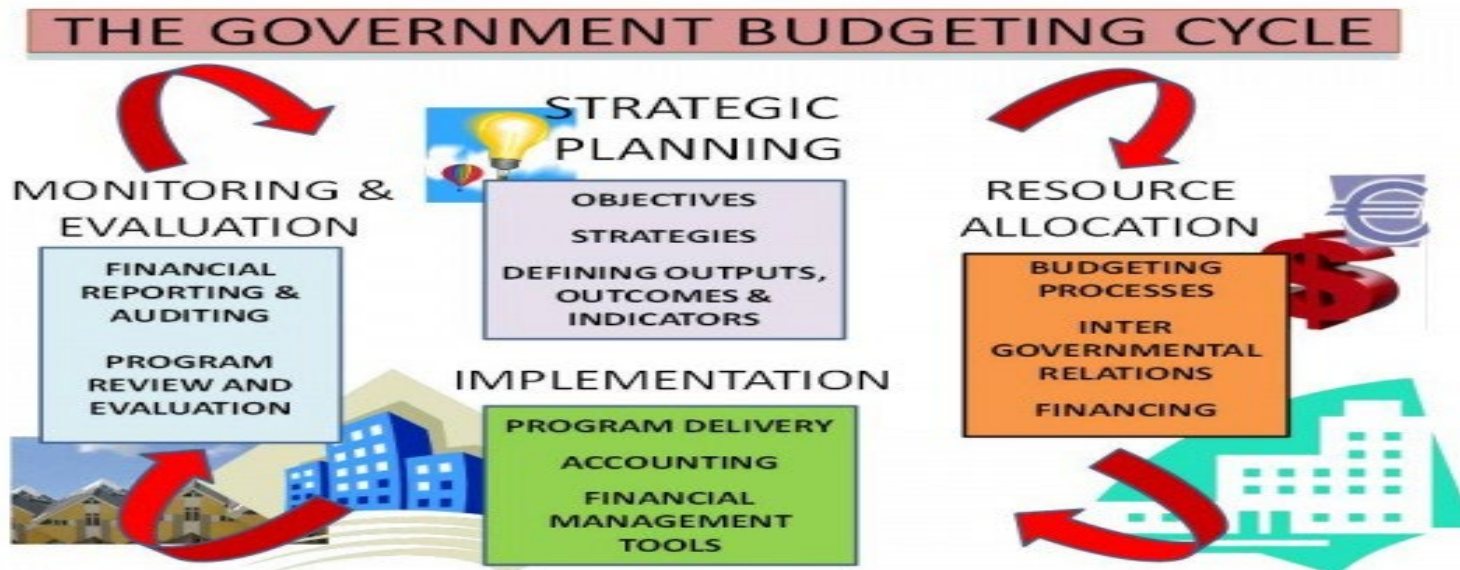 THE GOVERNMENT BUDGETING CYCLE
STRATEGIC
PLANNING
OBJECTIVES
STRATEGIES
DEFINING OUTPUTS,
OUTCOMES &
INDICATORS
RESOURCE
ALLOCATION
BUDGETING
PROCESSES
INTER
GOVERNMENTAL
RELATIONS
FINANCING
IMPLEMENTATION
PROGRAM DELIVERY
ACCOUNTING
FINANCIAL
MANAGEMENT
TOOLS
MONITORING &
EVALUATION
FINANCIAL
REPORTING &
AUDITING
PROGRAM
REVIEW AND
EVALUATION